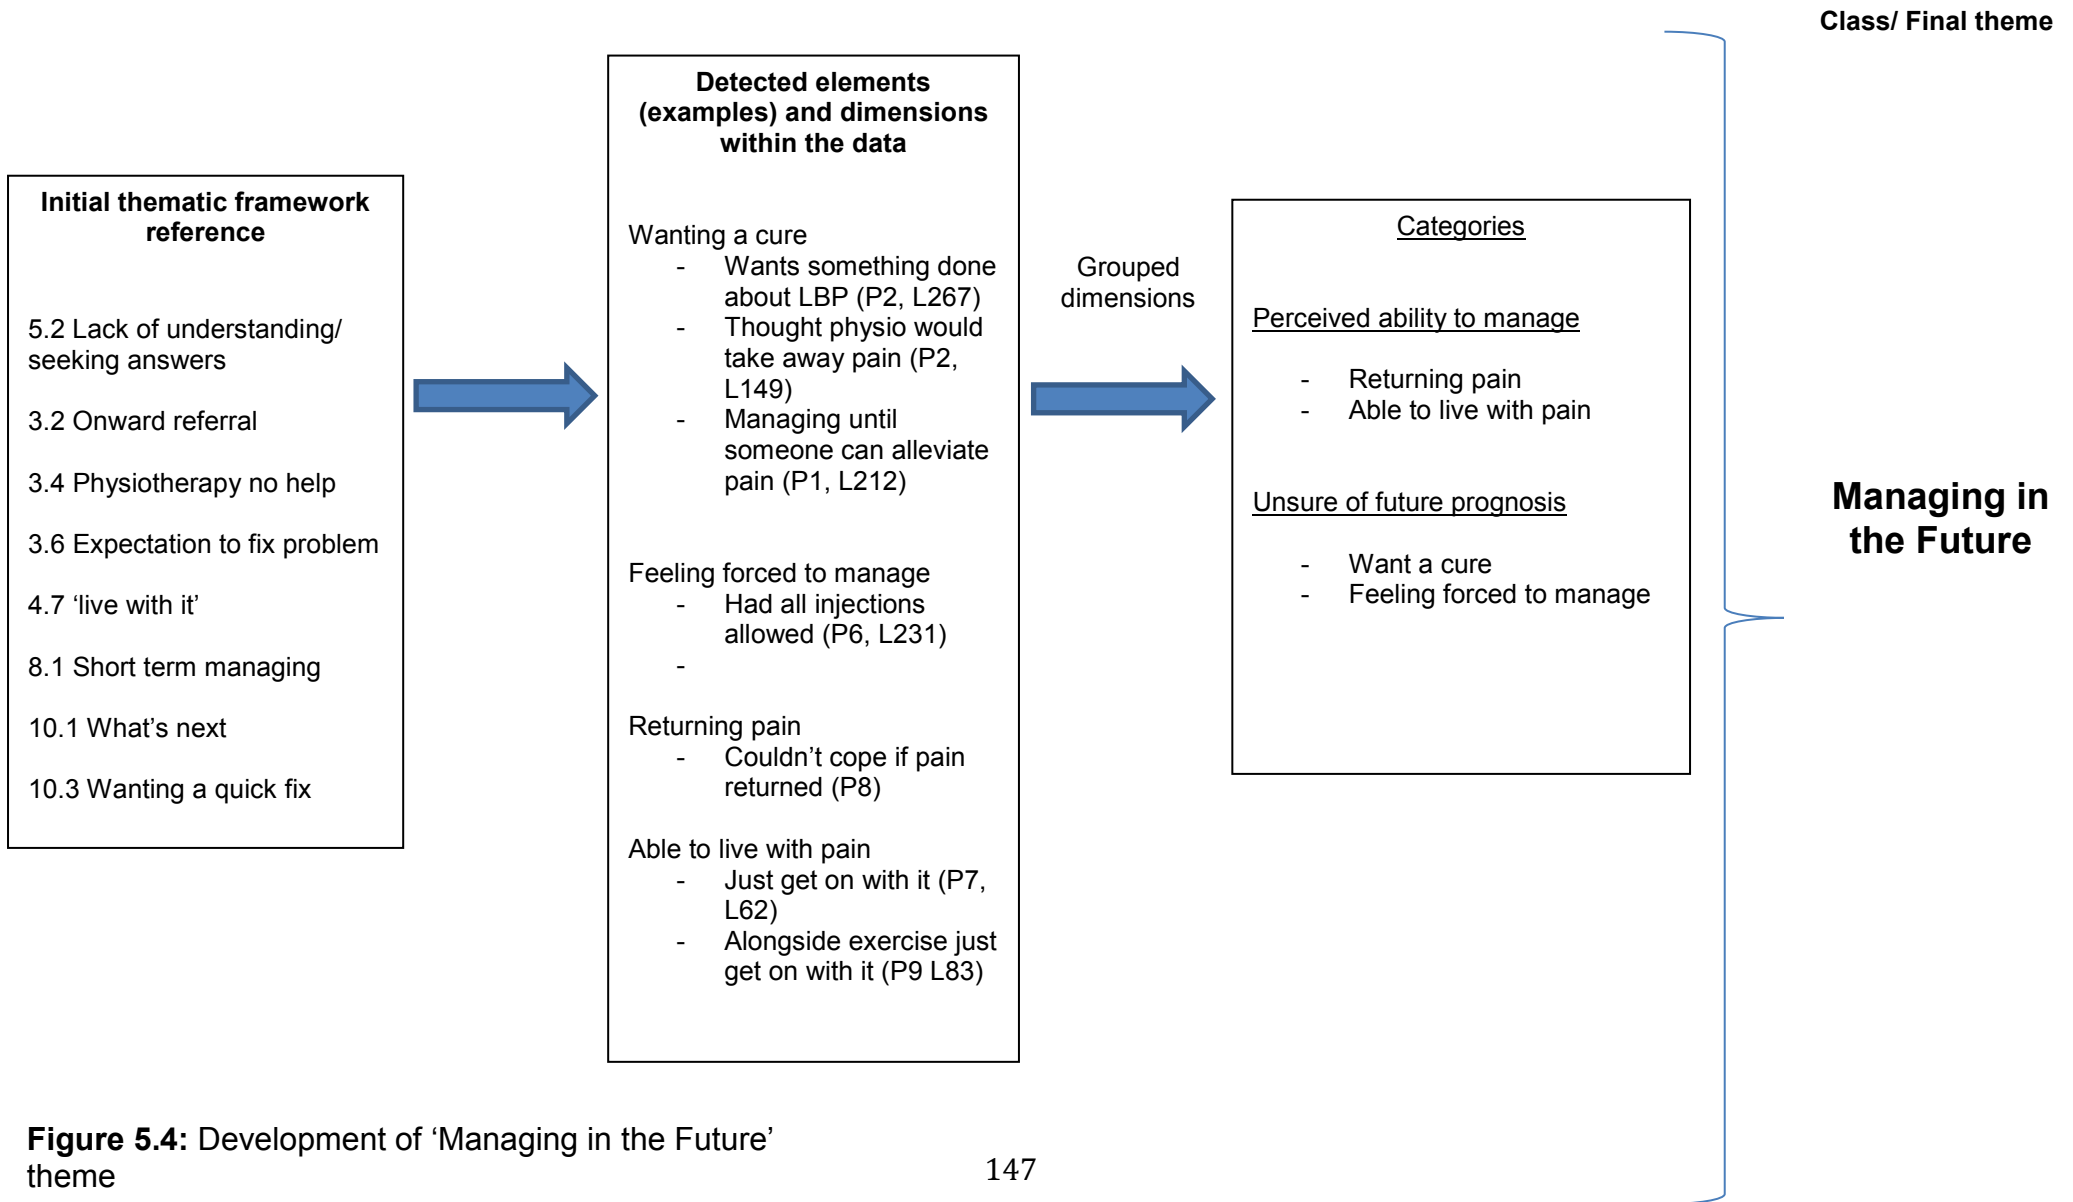 Class/ Final theme
Initial thematic framework
reference
5.2 Lack of understanding/
seeking answers
3.2 Onward referral
3.4 Physiotherapy no help
3.6 Expectation to fix problem
4.7 ‘live with it’
8.1 Short term managing
10.1 What’s next
10.3 Wanting a quick fix
Detected elements
(examples) and dimensions
within the data
Wanting a cure
- Wants something done
about LBP (P2, L267)
- Thought physio would
take away pain (P2,
L149)
- Managing until
someone can alleviate
pain (P1, L212)
Feeling forced to manage
- Had all injections
allowed (P6, L231)
-
Returning pain
- Couldn’t cope if pain
returned (P8)
Able to live with pain
- Just get on with it (P7,
L62)
- Alongside exercise just
get on with it (P9 L83)
Grouped
dimensions
Categories
Perceived ability to manage
- Returning pain
- Able to live with pain
Unsure of future prognosis
- Want a cure
- Feeling forced to manage
Managing in
the Future
Figure 5.4: Development of ‘Managing in the Future’
theme
147